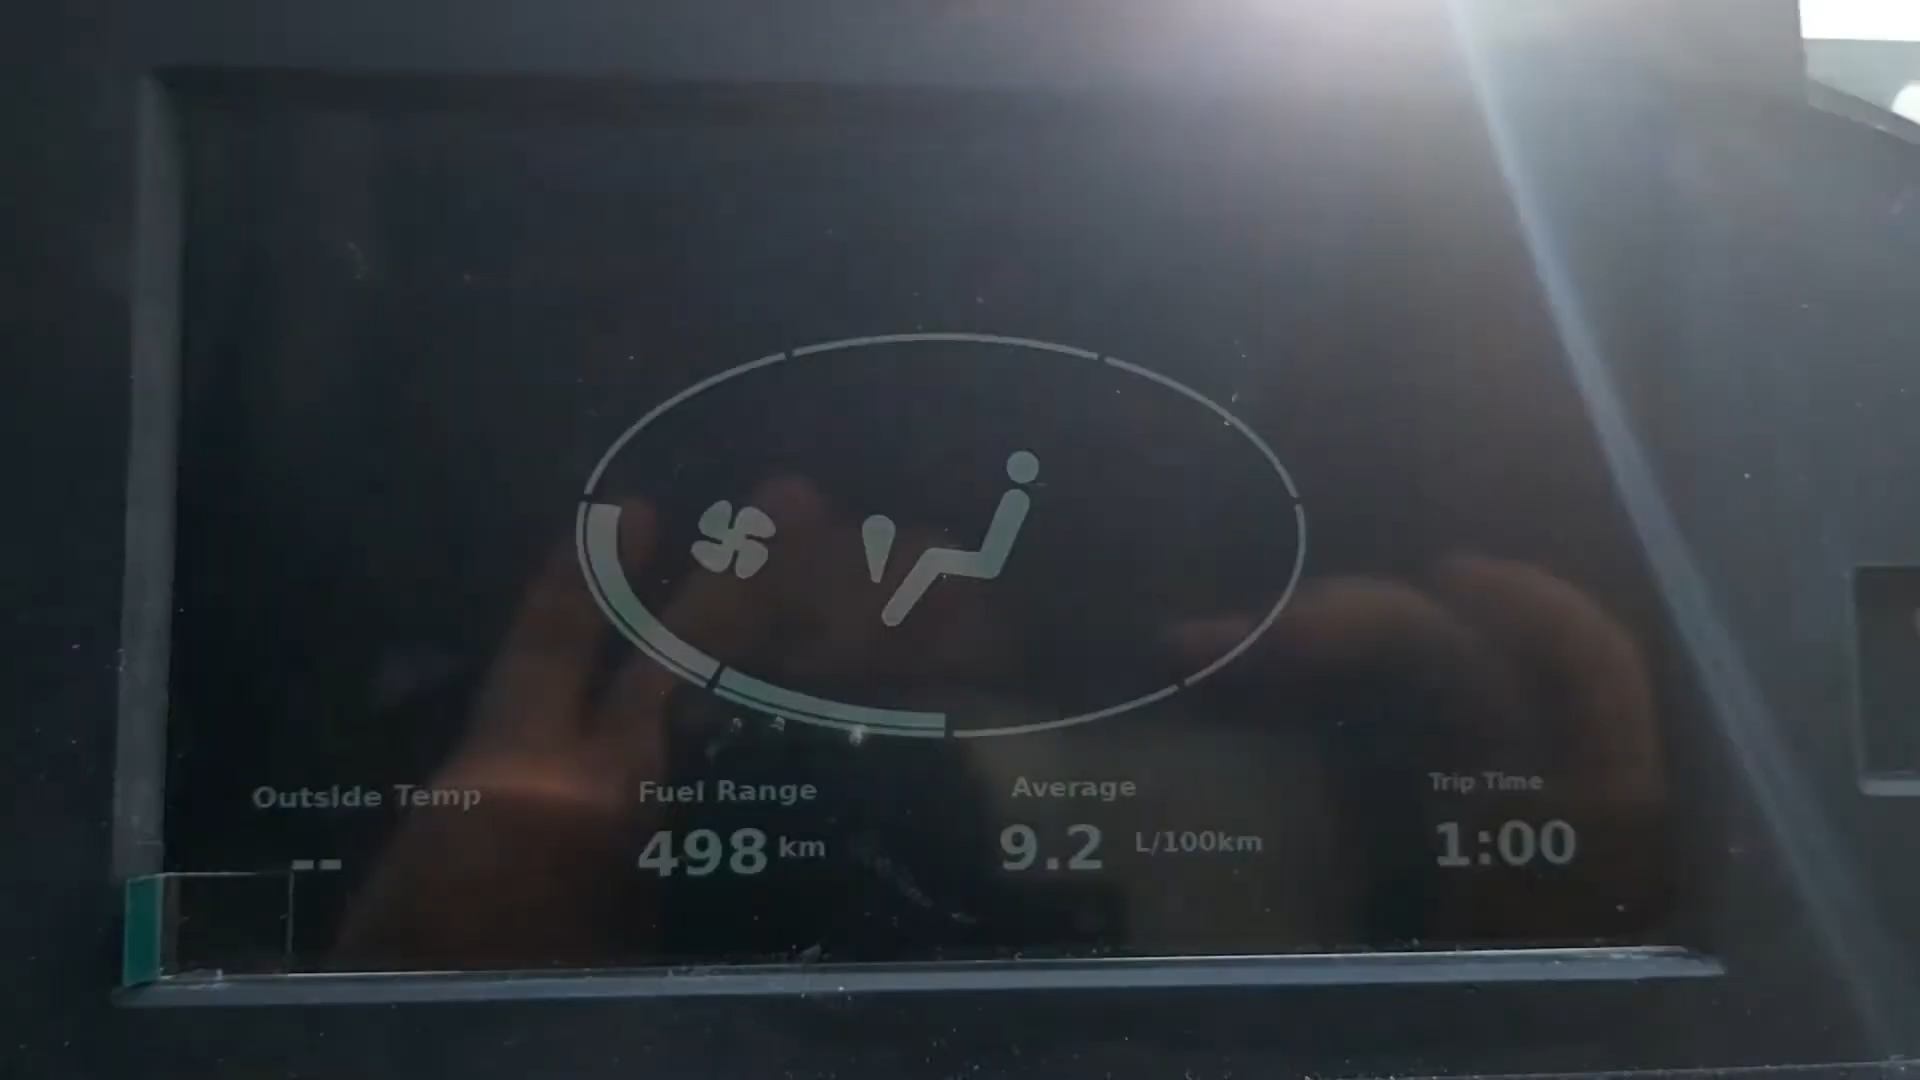 Outside Temp
--
Fuel Range
498 km
Average
9.2 L/100km
Trip Time
1:00